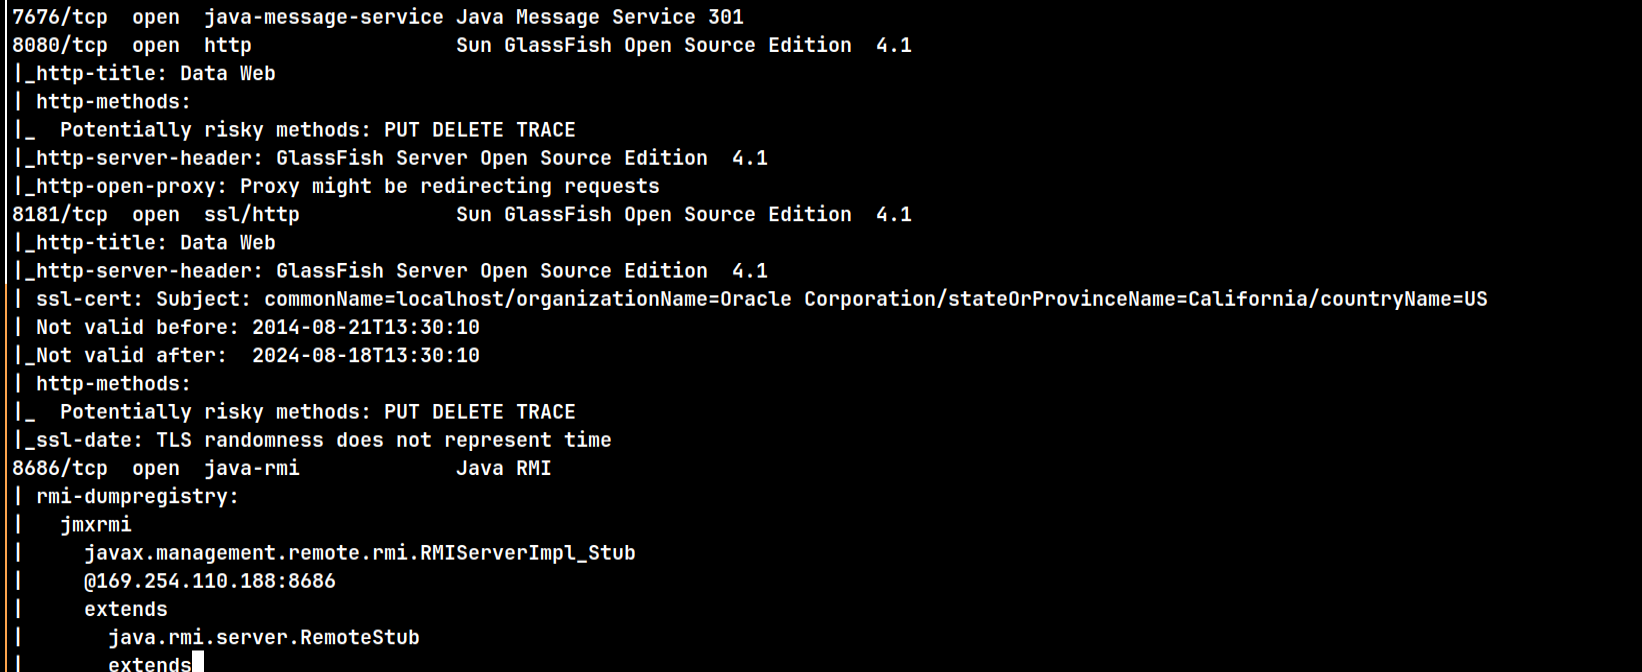 7676/tcp  open  java-message-service Java Message Service 301
8080/tcp  open  http                 Sun GlassFish Open Source Edition  4.1
|_http-title: Data Web
| http-methods:
|_  Potentially risky methods: PUT DELETE TRACE
|_http-server-header: GlassFish Server Open Source Edition  4.1
|_http-open-proxy: Proxy might be redirecting requests
8181/tcp  open  ssl/http             Sun GlassFish Open Source Edition  4.1
|_http-title: Data Web
|_http-server-header: GlassFish Server Open Source Edition  4.1
| ssl-cert: Subject: commonName=localhost/organizationName=Oracle Corporation/stateOrProvinceName=California/countryName=US
| Not valid before: 2014-08-21T13:30:10
|_Not valid after:  2024-08-18T13:30:10
| http-methods:
|_  Potentially risky methods: PUT DELETE TRACE
|_ssl-date: TLS randomness does not represent time
8686/tcp  open  java-rmi             Java RMI
| rmi-dumpregistry:
|   jmxrmi
|     javax.management.remote.rmi.RMIServerImpl_Stub
|     @169.254.110.188:8686
|     extends
|       java.rmi.server.RemoteStub
|       extends